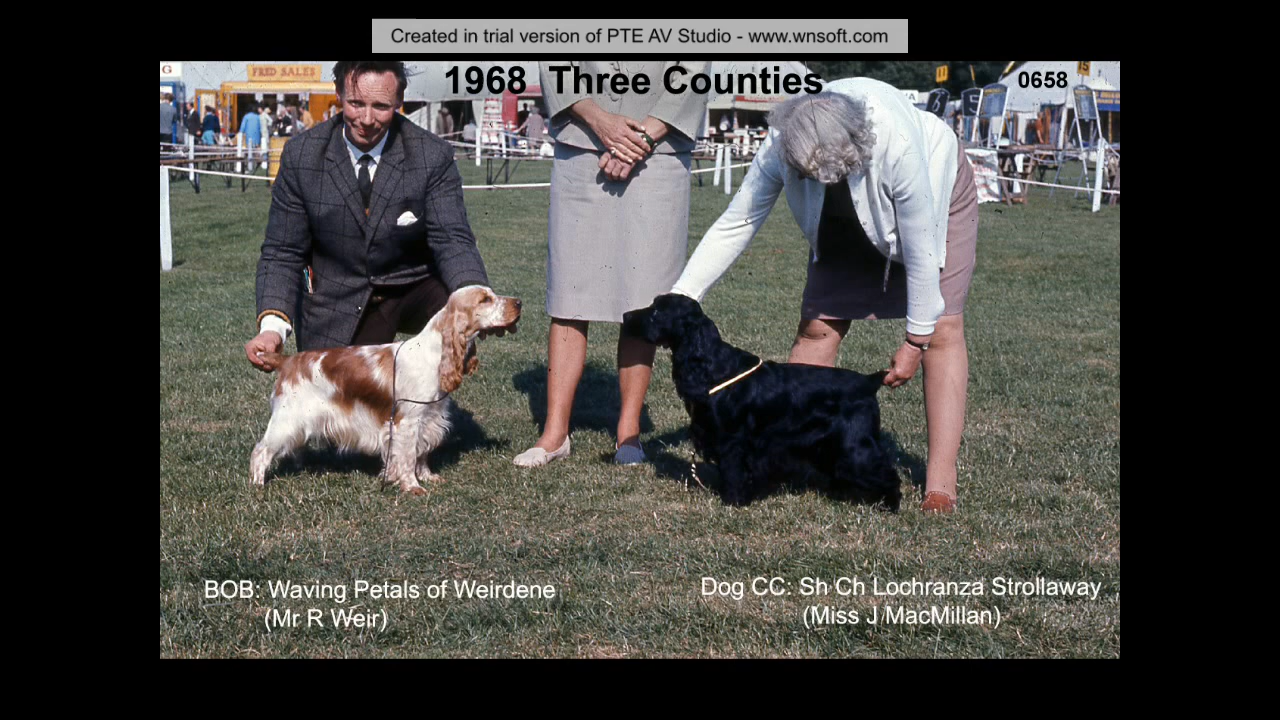 Created in trial version of PTE AV Studio - www.wnsoft.com
1968 Three Counties
0658
FRED SALES
G
15
BOB: Waving Petals of Weirdene
(Mr R Weir)
Dog CC: Sh Ch Lochranza Strollaway
(Miss J MacMillan)